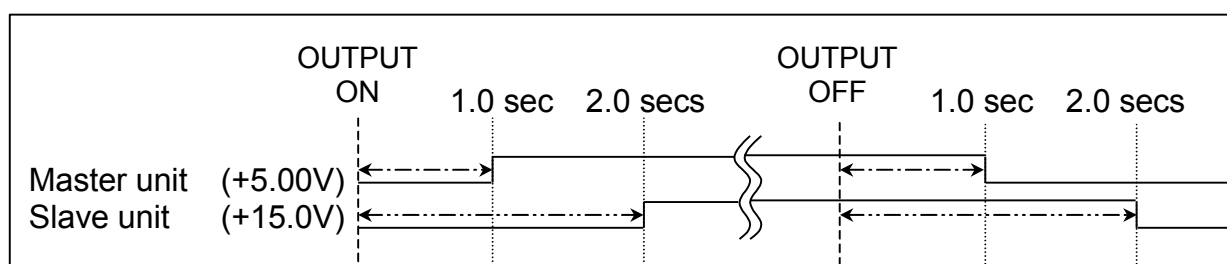 OUTPUT
ON
1.0 sec
2.0 secs
OUTPUT
OFF
1.0 sec
2.0 secs
Master unit (+5.00V)
Slave unit (+15.0V)